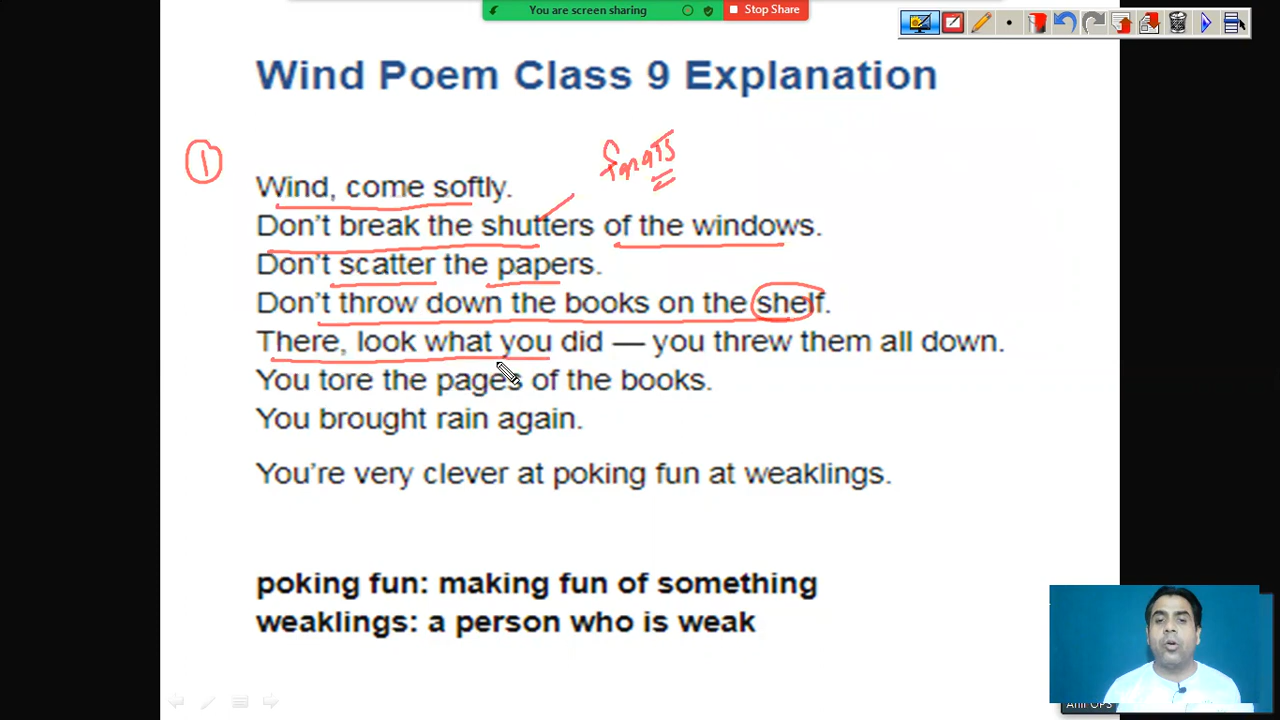 You are screen sharing
Stop Share
Wind Poem Class 9 Explanation
1
Wind, come softly.
Don't break the shutters of the windows.
Don't scatter the papers.
Don't throw down the books on the shelf.
There, look what you did — you threw them all down.
You tore the pages of the books.
You brought rain again.
You're very clever at poking fun at weaklings.
poking fun: making fun of something
weaklings: a person who is weak